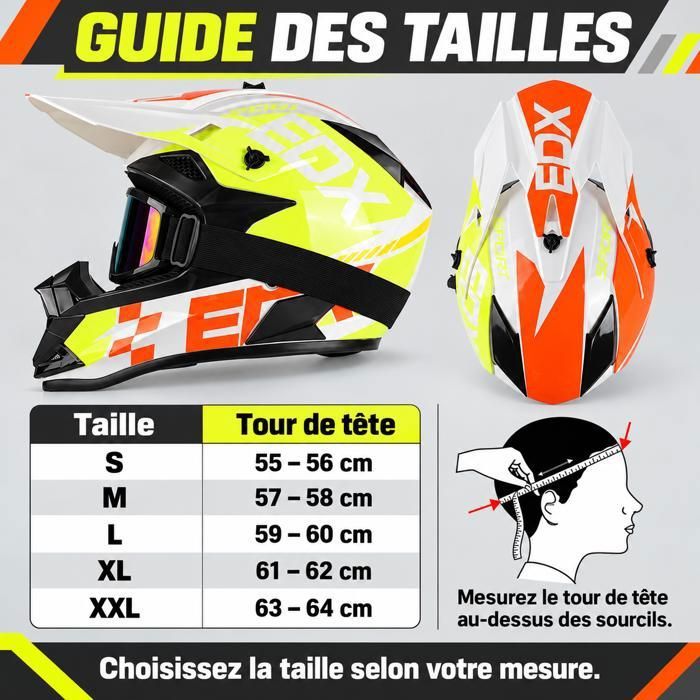 GUIDE DES TAILLES
EDX
EDX
EDX
Taille Tour de tête
S 55 – 56 cm
M 57 – 58 cm
L 59 – 60 cm
XL 61 – 62 cm
XXL 63 – 64 cm
Mesurez le tour de tête
au-dessus des sourcils.
Choisissez la taille selon votre mesure.